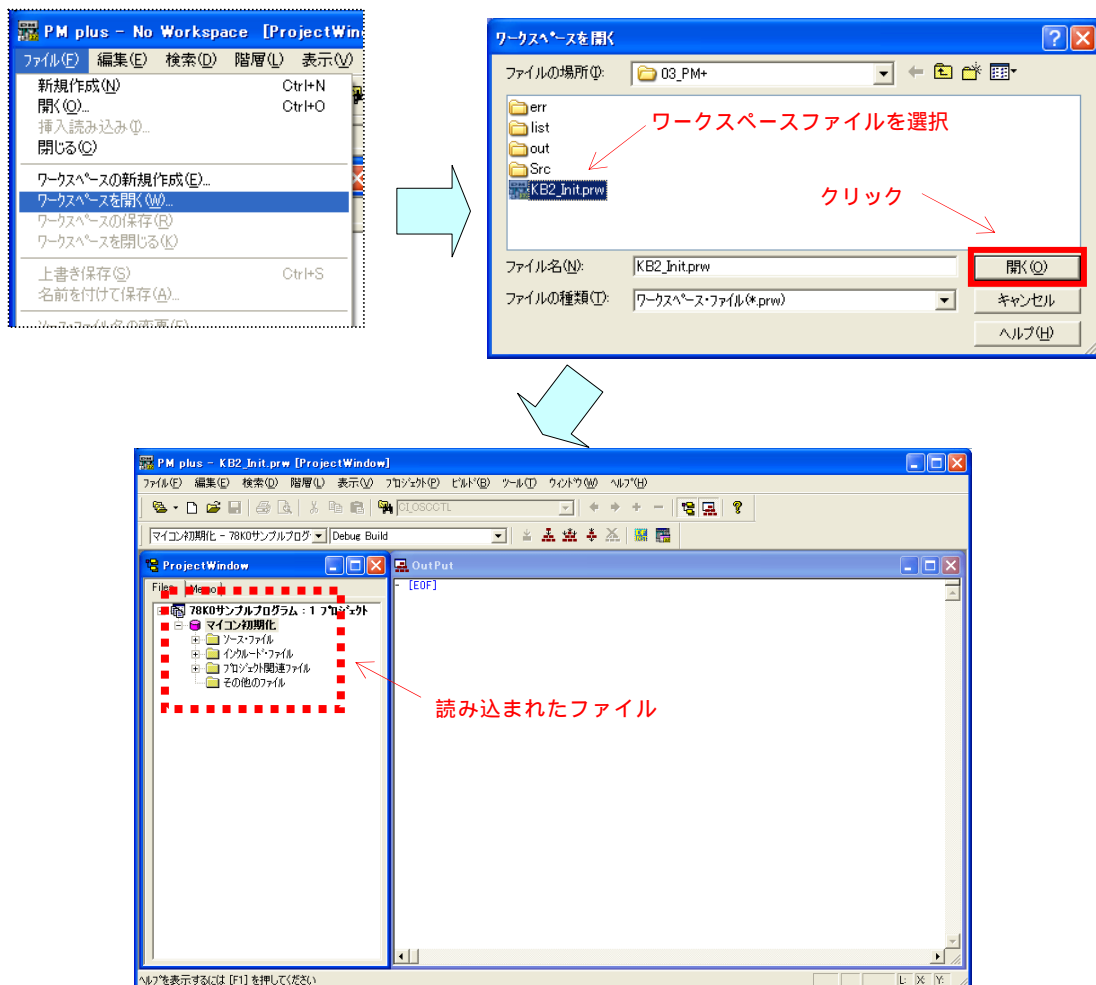 PM plus - No Workspace [ProjectWin
ファイル(F) 編集(E) 検索(D) 階層(L) 表示(V)
新規作成(N) Ctrl+N
開く(O)... Ctrl+O
挿入読み込み(I)...
閉じる(C)
ワークスペースの新規作成(E)...
ワークスペースを開く(W)...
ワークスペースの保存(R)
ワークスペースを閉じる(K)
上書き保存(S) Ctrl+S
名前を付けて保存(A)...
ワークスペースを開く
ファイルの場所(I): 03_PM+
err
list
out
Src
KB2_Init.prw
ワークスペースファイルを選択
クリック
ファイル名(N): KB2_Init.prw 開く(O)
ファイルの種類(T): ワークスペース・ファイル(*.prw) キャンセル
ヘルプ(H)
PM plus - KB2_Init.prw [ProjectWindow]
ファイル(F) 編集(E) 検索(D) 階層(L) 表示(V) プロジェクト(P) ビルド(B) ツール(T) ウィンドウ(W) ヘルプ(H)
CLOSCCTL
マイコン初期化 - 78K0サンプルプログ Debug Build
ProjectWindow
OutPut
Files Memo
[EOF]
78K0サンプルプログラム : 1 プロジェクト
マイコン初期化
ソース・ファイル
インクルード・ファイル
プロジェクト関連ファイル
その他のファイル
読み込まれたファイル
ヘルプを表示するには [F1] を押してください L: X: Y: